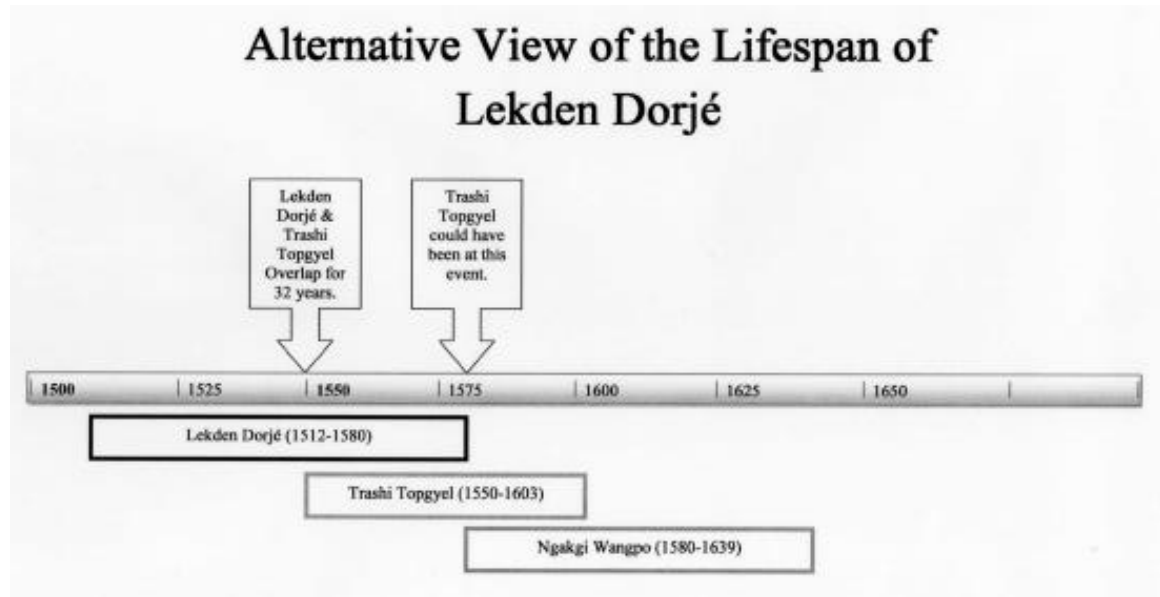 Alternative View of the Lifespan of
Lekden Dorjé
Lekden
Dorjé &
Trashi
Topgyel
Overlap for
32 years.
Trashi
Topgyel
could have
been at this
event.
1500 1525 1550 1575 1600 1625 1650
Lekden Dorjé (1512-1580)
Trashi Topgyel (1550-1603)
Ngakgi Wangpo (1580-1639)